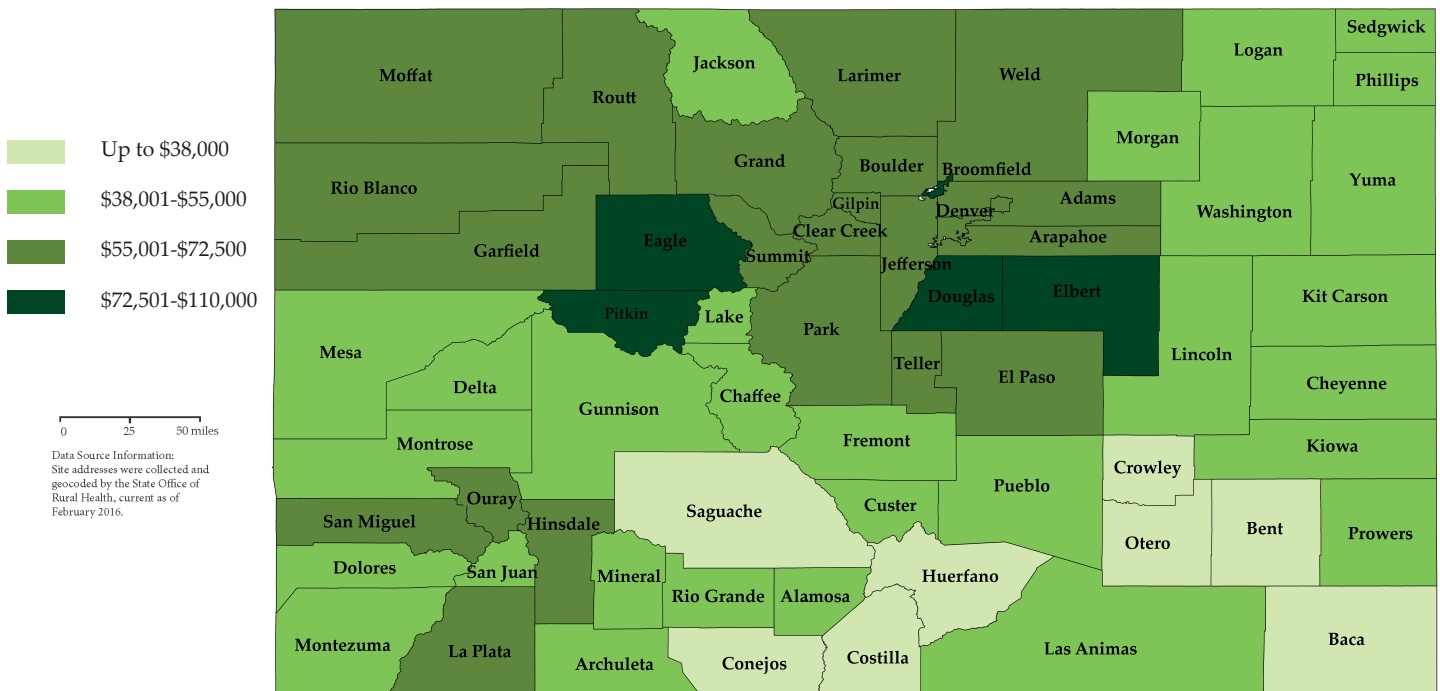 Sedgwick
Logan
Jackson
Moffat
Larimer
Weld
Phillips
Routt
Up to $38,000
Morgan
Grand
Boulder
Broomfield
Rio Blanco
Yuma
$38,001-$55,000
Gilpin
Adams
Denver
Washington
Clear Creek
Arapahoe
Eagle
Garfield
$55,001-$72,500
Summit
Jefferson
Elbert
Douglas
Kit Carson
$72,501-$110,000
Pitkin
Lake
Park
Mesa
Lincoln
Teller
El Paso
Cheyenne
Delta
Chaffee
Gunnison
0 25 50 miles
Montrose
Fremont
Kiowa
Data Source Information:
Site addresses were collected and
geocoded by the State Office of
Rural Health, current as of
February 2016.
Crowley
Pueblo
Ouray
Custer
Saguache
San Miguel
Hinsdale
Bent
Prowers
Otero
Dolores
San Juan
Mineral
Huerfano
Rio Grande
Alamosa
Montezuma
La Plata
Archuleta
Conejos
Costilla
Las Animas
Baca